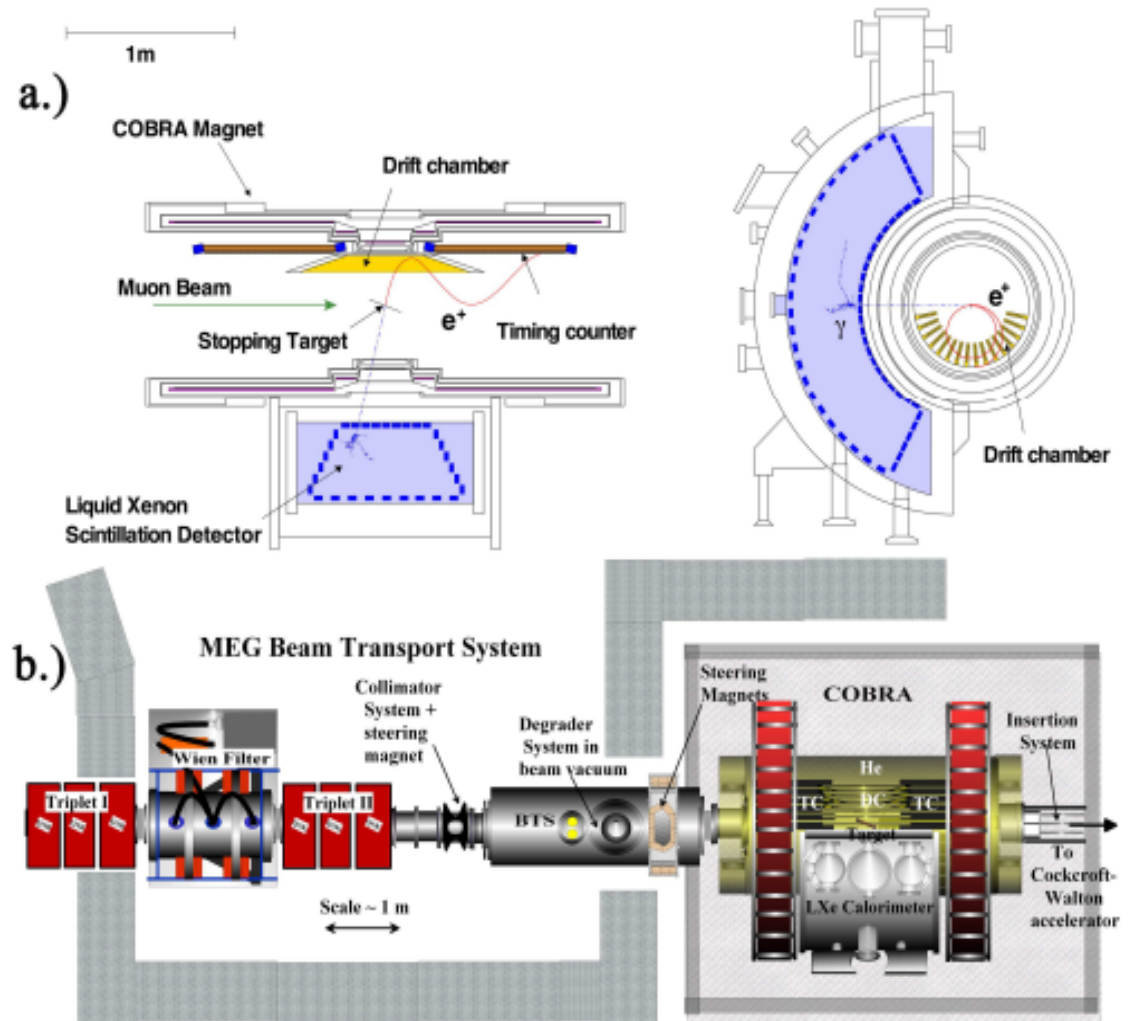 1m
a.)
COBRA Magnet
Drift chamber
Muon Beam
Stopping Target
e+
Timing counter
Liquid Xenon
Scintillation Detector
γ
e+
Drift chamber
b.)
MEG Beam Transport System
Wien Filter
Triplet I
Triplet II
Collimator
System +
steering
magnet
Degrader
System in
beam vacuum
BTS
Steering
Magnets
COBRA
Insertion
System
He
TC
DC
TC
Target
LXe Calorimeter
To
Cockcroft-
Walton
accelerator
Scale ~ 1 m